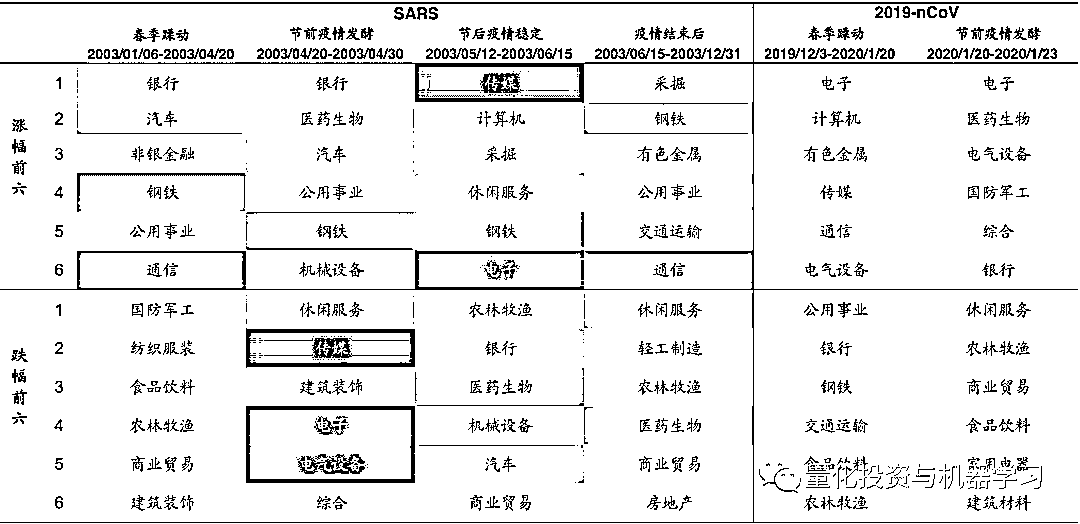 SARS 2019-nCoV
春季躁动 节前疫情发酵 节后疫情稳定 疫情结束后 春季躁动 节前疫情发酵
2003/01/06-2003/04/20 2003/04/20-2003/04/30 2003/05/12-2003/06/15 2003/06/15-2003/12/31 2019/12/3-2020/1/20 2020/1/20-2020/1/23
涨幅前六
1 银行 银行 传媒 采掘 电子 电子
2 汽车 医药生物 计算机 钢铁 计算机 医药生物
3 非银金融 汽车 采掘 有色金属 有色金属 电气设备
4 钢铁 公用事业 休闲服务 公用事业 传媒 国防军工
5 公用事业 钢铁 钢铁 交通运输 通信 综合
6 通信 机械设备 电子 通信 电气设备 银行
跌幅前六
1 国防军工 休闲服务 农林牧渔 休闲服务 公用事业 休闲服务
2 纺织服装 传媒 银行 轻工制造 银行 农林牧渔
3 食品饮料 建筑装饰 医药生物 农林牧渔 钢铁 商业贸易
4 农林牧渔 电子 机械设备 医药生物 交通运输 食品饮料
5 商业贸易 电气设备 汽车 商业贸易 食品饮料 家用电器
6 建筑装饰 综合 商业贸易 房地产 农林牧渔 建筑材料
量化投资与机器学习